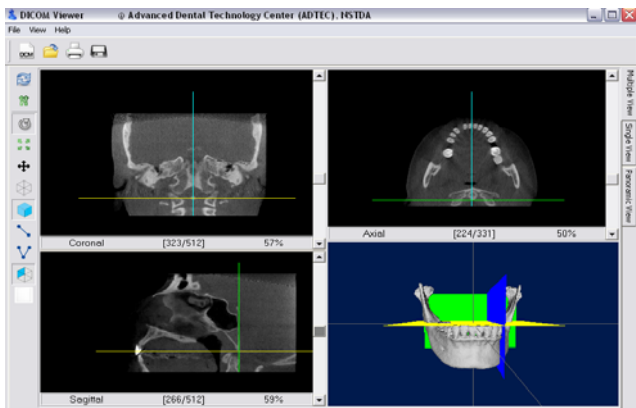 DICOM Viewer © Advanced Dental Technology Center (ADTEC), NSTDA
File View Help
DCM
Multiple View
Single View
Panoramic View
Coronal [323/512] 57%
Axial [224/331] 50%
Sagittal [266/512] 59%